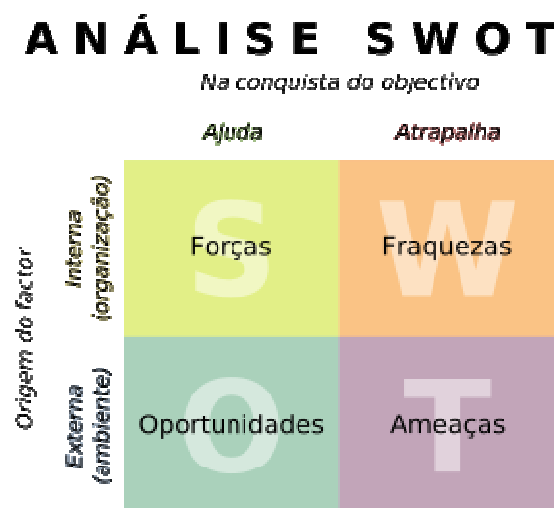 ANÁLISE SWOT
Na conquista do objectivo
Ajuda Atrapalha
Origem do factor
Interna
(organização)
S W
Forças Fraquezas
Externa
(ambiente)
O T
Oportunidades Ameaças